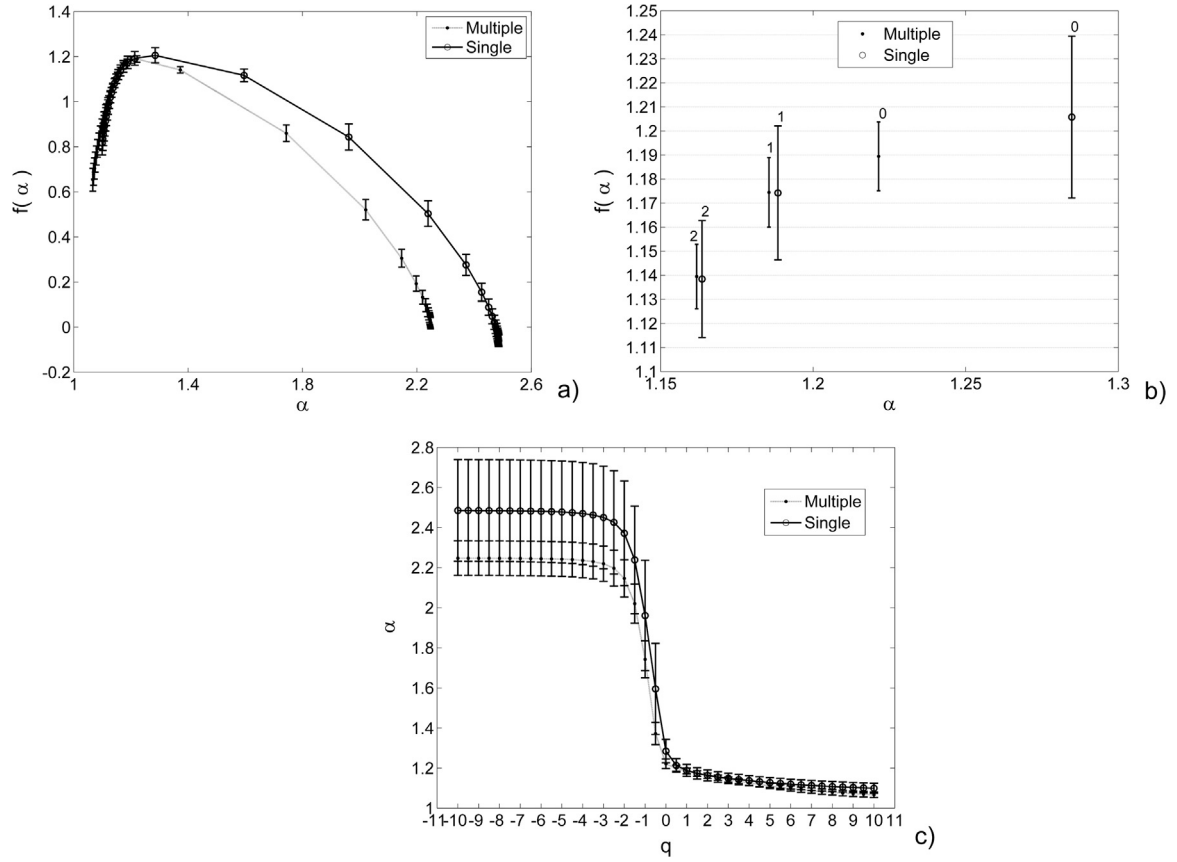 1.4
1.2
1
0.8
0.6
0.4
0.2
0
-0.2
f( α )
1 1.4 1.8 2.2 2.6
α
Multiple
Single
a)
1.25
1.24
1.23
1.22
1.21
1.2
1.19
1.18
1.17
1.16
1.15
1.14
1.13
1.12
1.11
1.1
f( α )
1.15 1.2 1.25 1.3
α
Multiple
Single
0
0
1
1
2
2
b)
2.8
2.6
2.4
2.2
2
1.8
1.6
1.4
1.2
1
α
-11 -10 -9 -8 -7 -6 -5 -4 -3 -2 -1 0 1 2 3 4 5 6 7 8 9 10 11
q
Multiple
Single
c)